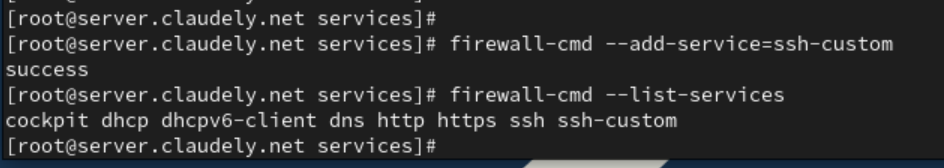 [root@server.claudely.net services]#
[root@server.claudely.net services]# firewall-cmd --add-service=ssh-custom
success
[root@server.claudely.net services]# firewall-cmd --list-services
cockpit dhcp dhcpv6-client dns http https ssh ssh-custom
[root@server.claudely.net services]#